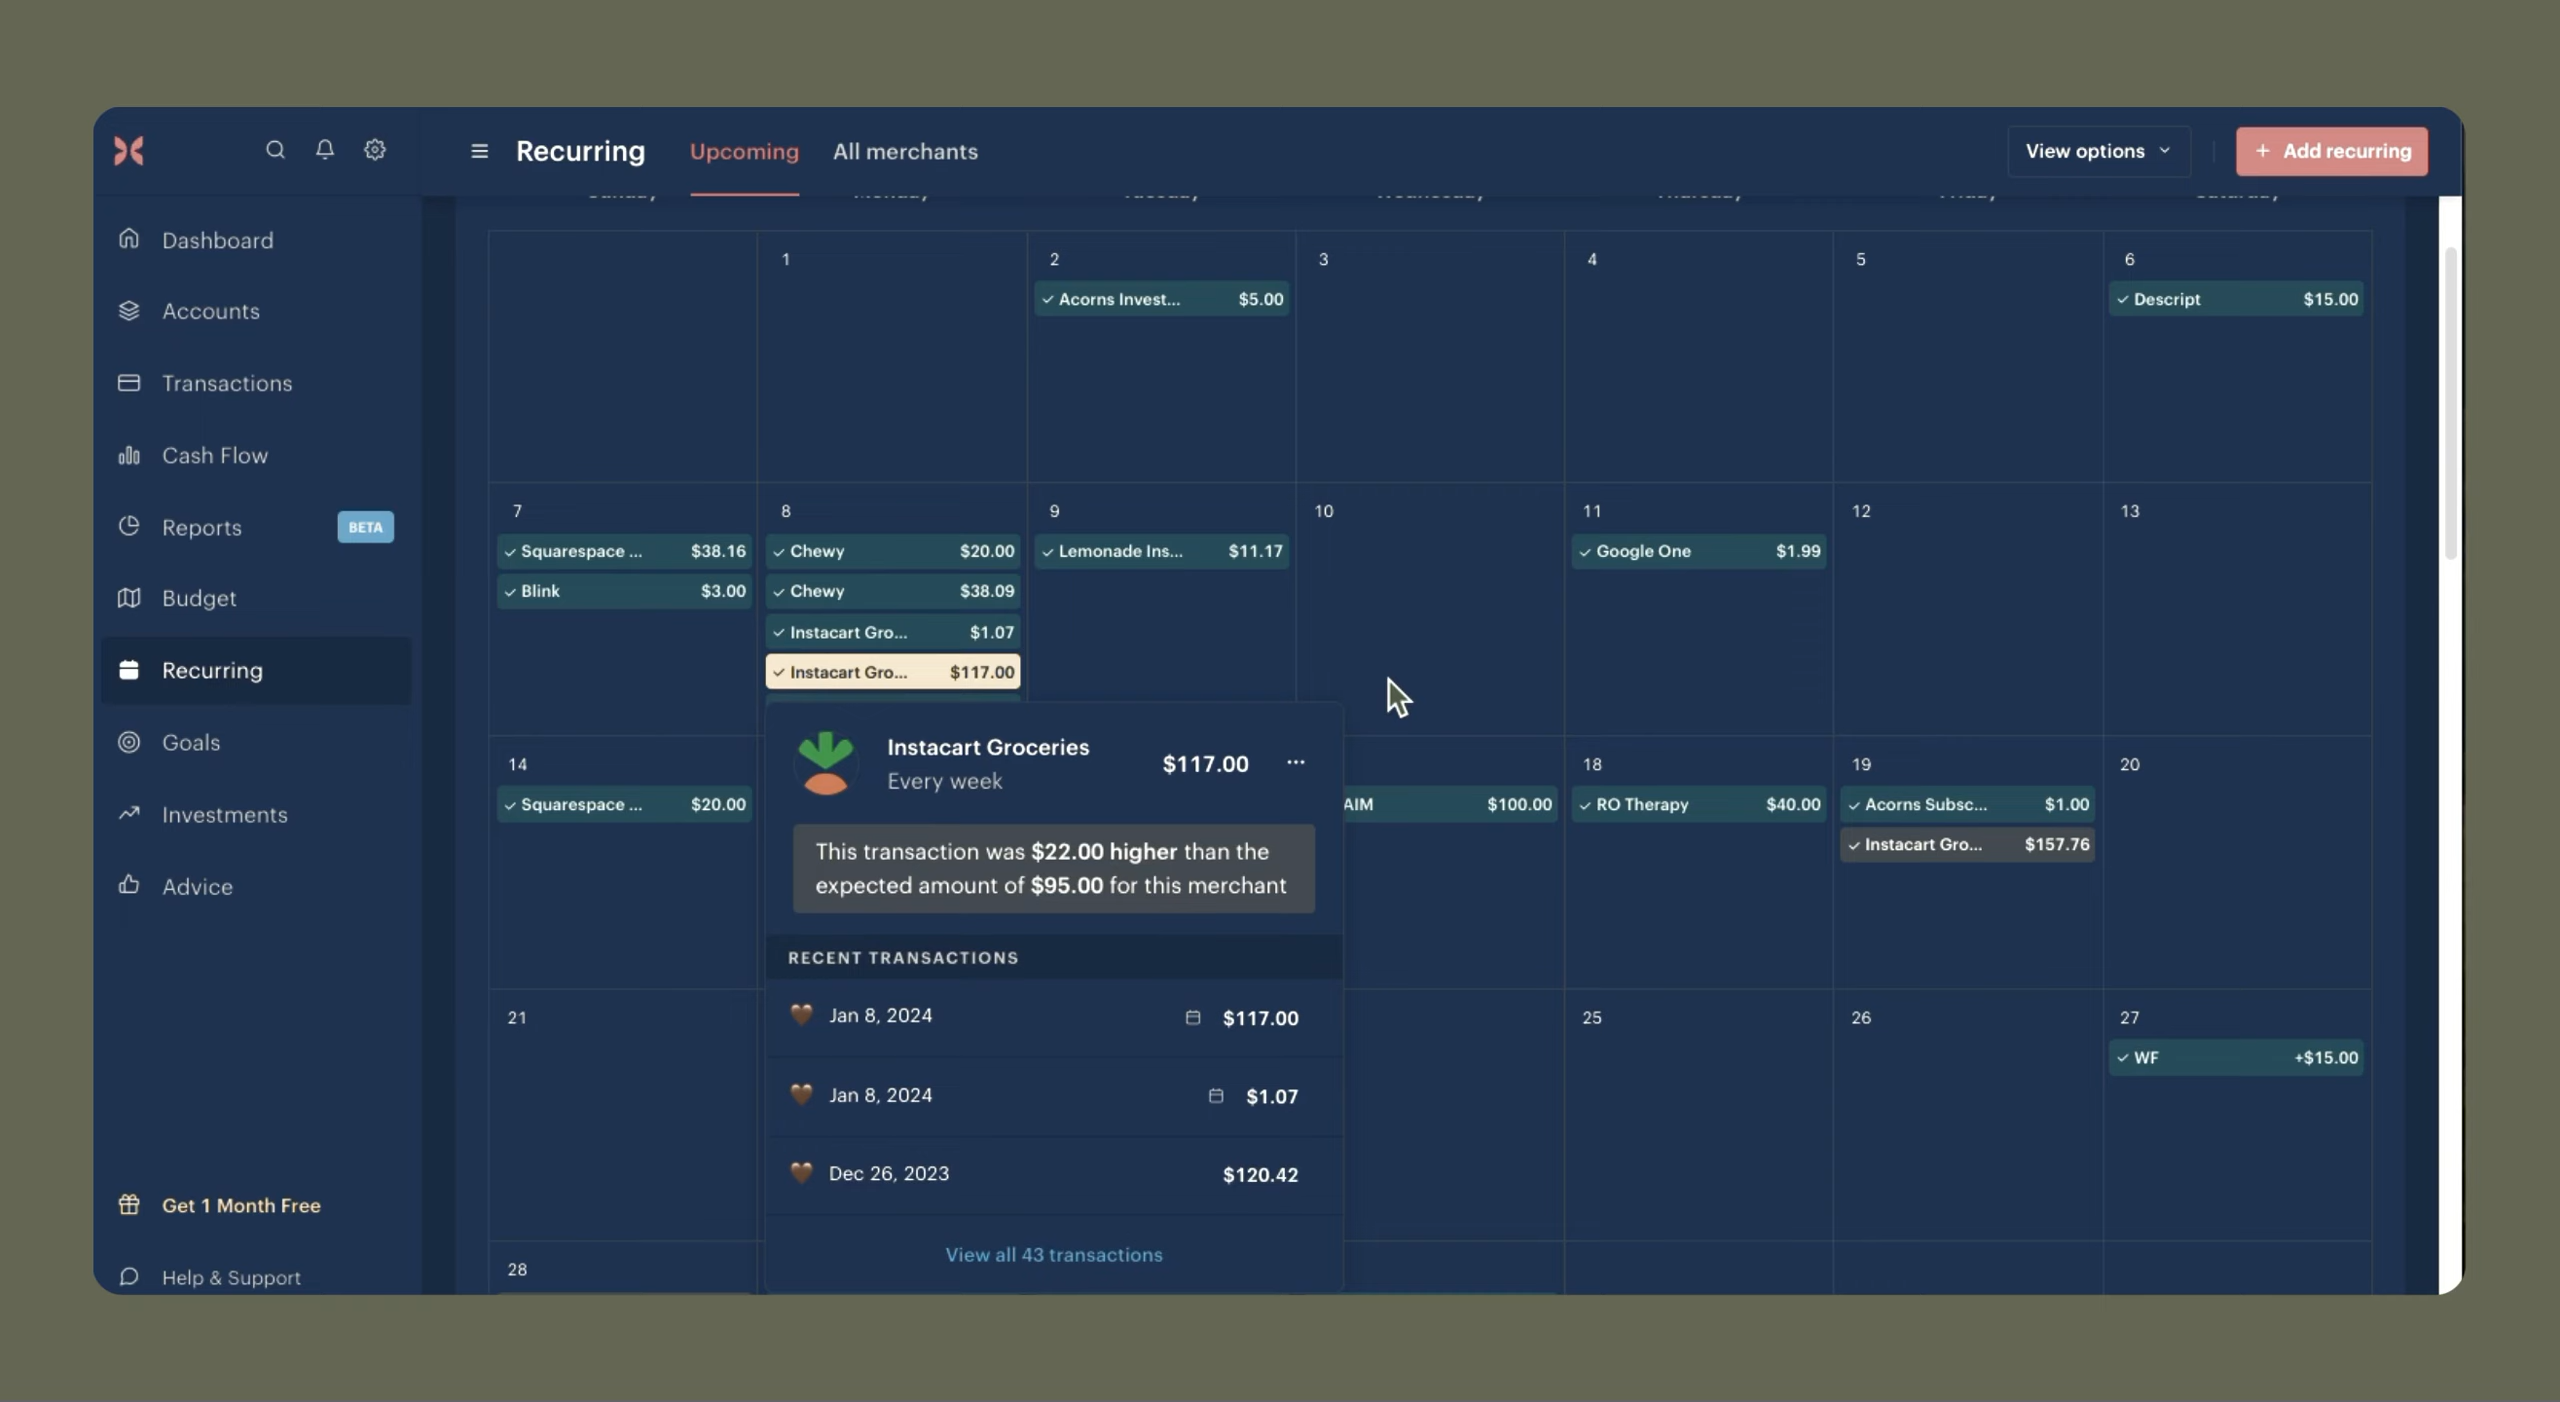 Recurring
Upcoming
All merchants
View options
+ Add recurring
Dashboard
Accounts
Transactions
Cash Flow
Reports
BETA
Budget
Recurring
Goals
Investments
Advice
Get 1 Month Free
Help & Support
Sunday
Monday
Tuesday
Wednesday
Thursday
Friday
Saturday
1
2
Acorns Invest... $5.00
3
4
5
6
Descript $15.00
7
Squarespace ... $38.16
Blink $3.00
8
Chewy $20.00
Chewy $38.09
Instacart Gro... $1.07
Instacart Gro... $117.00
9
Lemonade Ins... $11.17
10
11
Google One $1.99
12
13
14
Squarespace ... $20.00
AIM $100.00
18
RO Therapy $40.00
19
Acorns Subsc... $1.00
Instacart Gro... $157.76
20
21
25
26
27
WF +$15.00
28
Instacart Groceries
Every week
$117.00
...
This transaction was $22.00 higher than the
expected amount of $95.00 for this merchant
RECENT TRANSACTIONS
Jan 8, 2024 $117.00
Jan 8, 2024 $1.07
Dec 26, 2023 $120.42
View all 43 transactions